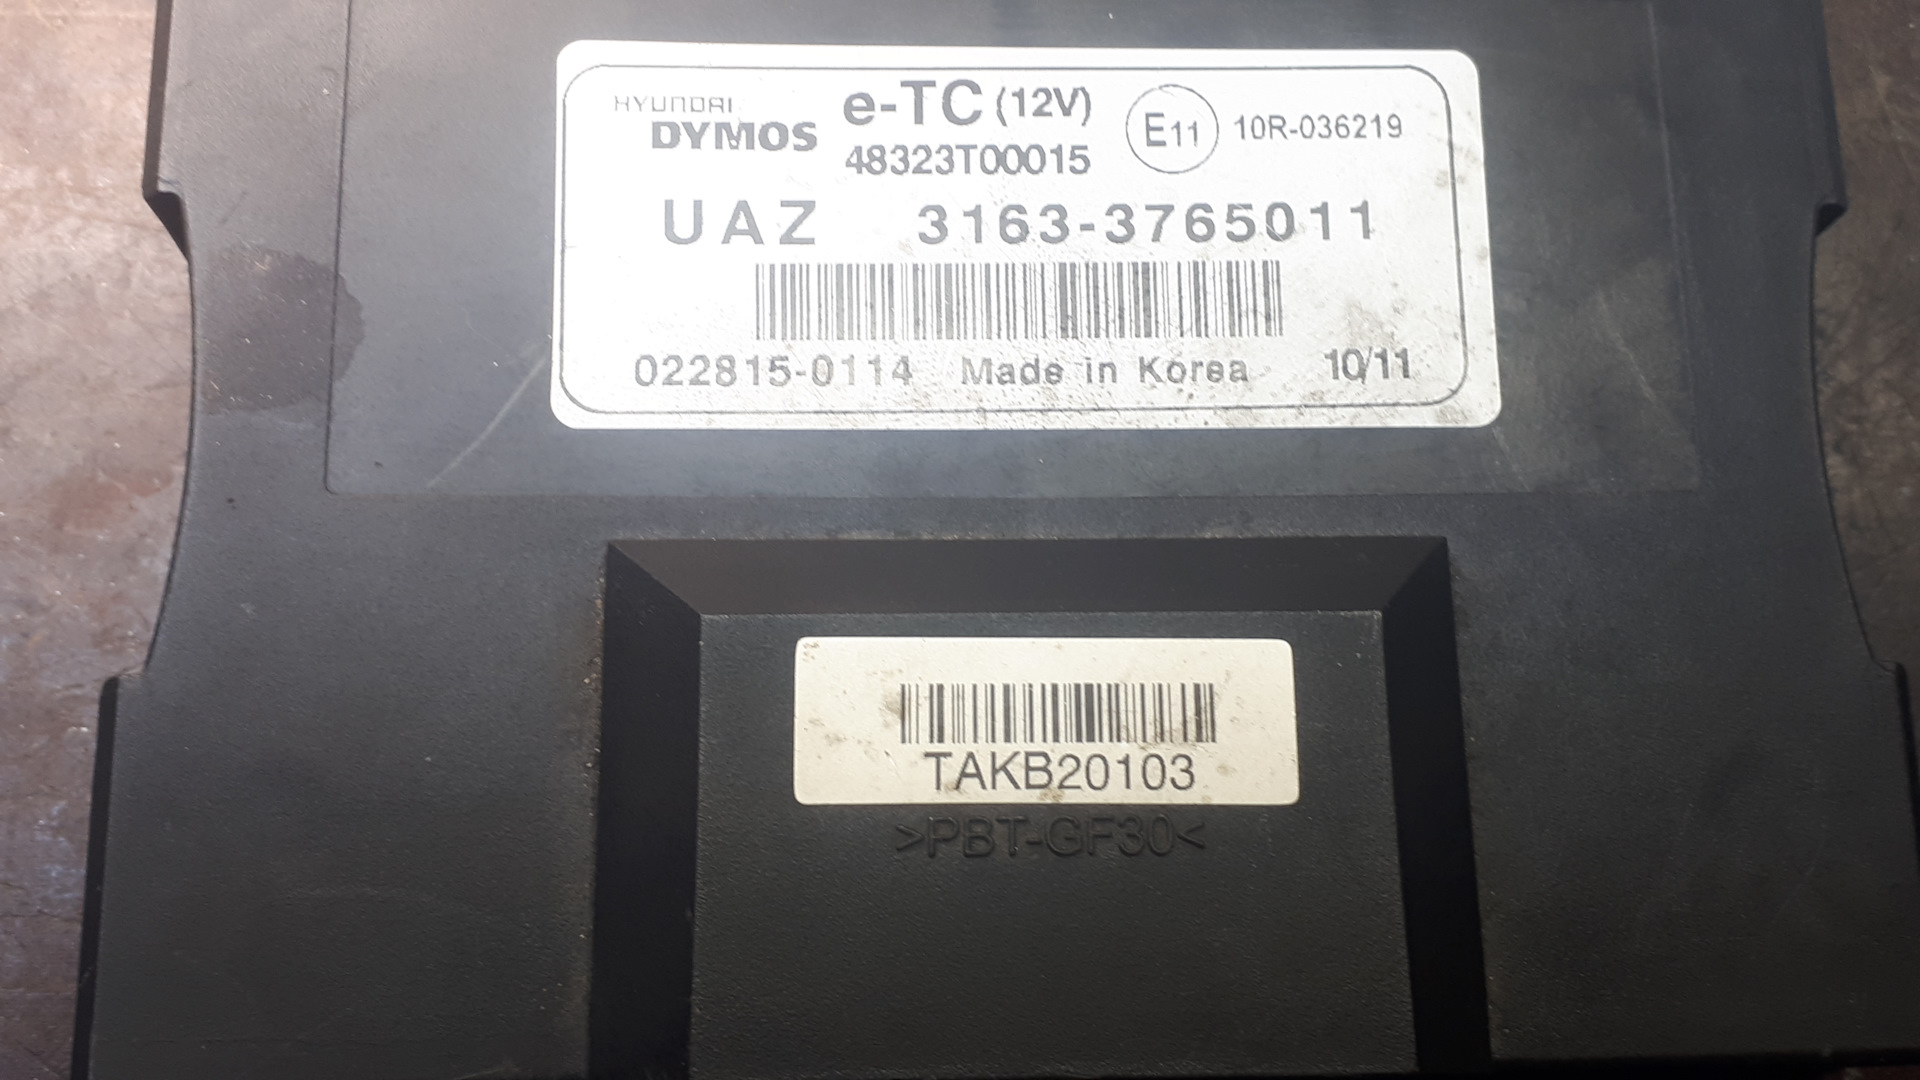 HYUNDAI
DYMOS
e-TC (12V)
48323T00015
E11 10R-036219
UAZ 3163-3765011
022815-0114 Made in Korea 10/11
TAKB20103
>PBT-GF30<